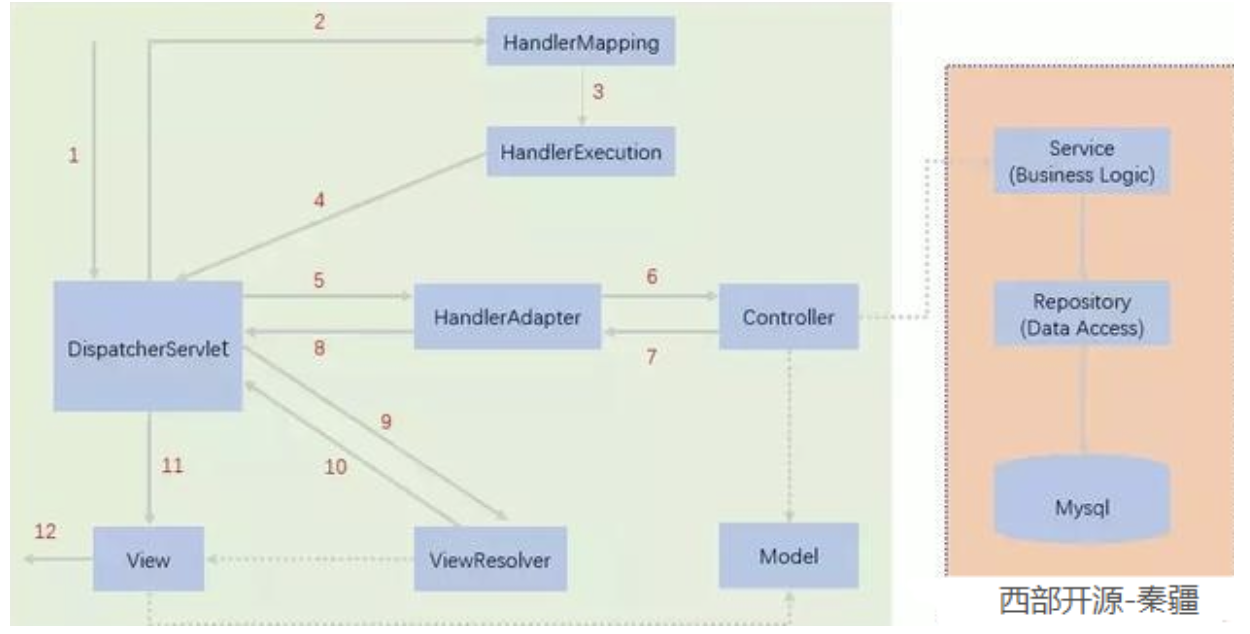 2
HandlerMapping
3
1
HandlerExecution
Service
(Business Logic)
4
5
6
HandlerAdapter
Controller
Repository
(Data Access)
DispatcherServlet
8
7
9
11
10
Mysql
12
View
ViewResolver
Model
西部开源-秦疆